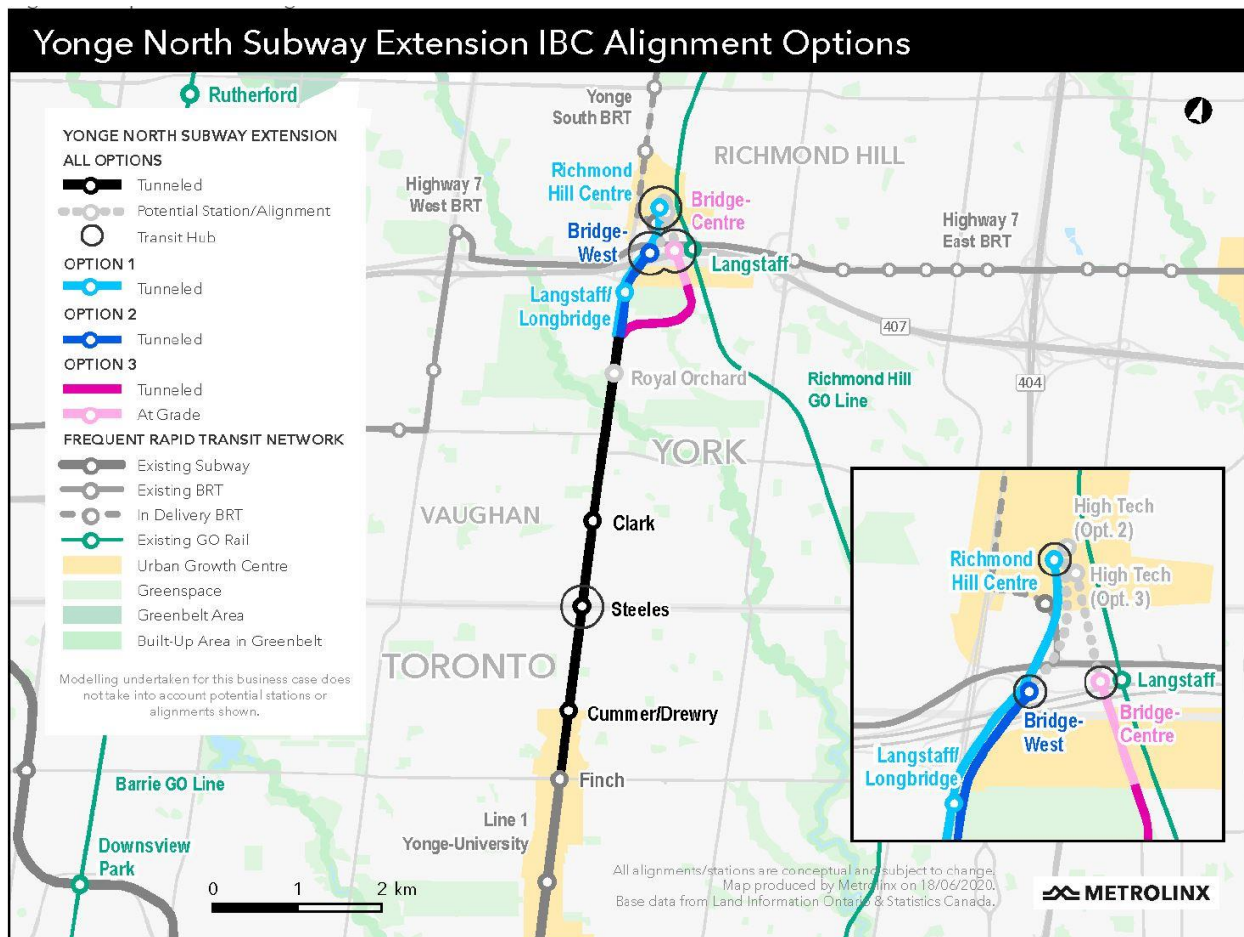 Yonge North Subway Extension IBC Alignment Options
Rutherford
YONGE NORTH SUBWAY EXTENSION
ALL OPTIONS
Tunneled
Potential Station/Alignment
Transit Hub
OPTION 1
Tunneled
OPTION 2
Tunneled
OPTION 3
Tunneled
At Grade
FREQUENT RAPID TRANSIT NETWORK
Existing Subway
Existing BRT
In Delivery BRT
Existing GO Rail
Urban Growth Centre
Greenspace
Greenbelt Area
Built-Up Area in Greenbelt
Modelling undertaken for this business case does
not take into account potential stations or
alignments shown.
Yonge
South BRT
RICHMOND HILL
Richmond
Hill Centre
Highway 7
West BRT
Bridge-
Centre
Highway 7
East BRT
Bridge-
West
Langstaff
Langstaff/
Longbridge
407
Royal Orchard
Richmond Hill
GO Line
404
YORK
VAUGHAN
Clark
Steeles
TORONTO
Cummer/Drewry
Finch
Line 1
Yonge-University
Barrie GO Line
Downsview
Park
0 1 2 km
High Tech
(Opt. 2)
Richmond
Hill Centre
High Tech
(Opt. 3)
Langstaff
Bridge-
West
Bridge-
Centre
Langstaff/
Longbridge
All alignments/stations are conceptual and subject to change.
Map produced by Metrolinx on 18/06/2020.
Base data from Land Information Ontario & Statistics Canada.
METROLINX